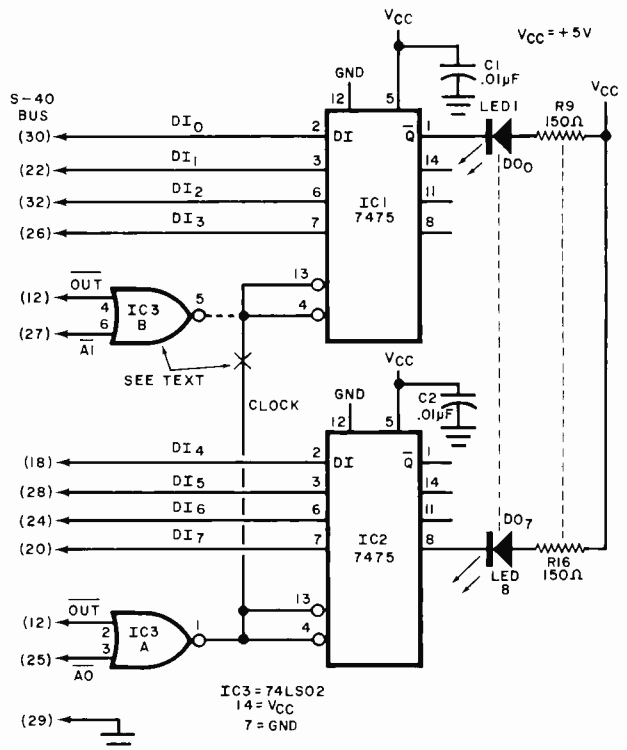 VCC
VCC = +5V
C1
.01µF
GND
12
5
VCC
S-40
BUS
LED1
R9
150Ω
(30)
DI0
2
DI
Q̅
1
DO0
(22)
DI1
3
14
(32)
DI2
6
11
IC1
7475
(26)
DI3
7
8
13
4
OUT
(12)
4
IC3
B
5
(27)
6
A1
SEE TEXT
CLOCK
VCC
GND
12
5
C2
.01µF
(18)
DI4
2
DI
Q̅
1
(28)
DI5
3
14
(24)
DI6
6
11
IC2
7475
DO7
(20)
DI7
7
8
LED
8
R16
150Ω
13
4
OUT
(12)
2
IC3
A
1
(25)
3
A0
IC3 = 74LS02
14 = VCC
7 = GND
(29)